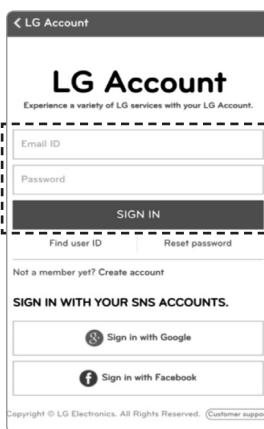 < LG Account
LG Account
Experience a variety of LG services with your LG Account.
Email ID
Password
SIGN IN
Find user ID Reset password
Not a member yet? Create account
SIGN IN WITH YOUR SNS ACCOUNTS.
Sign in with Google
Sign in with Facebook
Copyright © LG Electronics. All Rights Reserved. Customer suppo